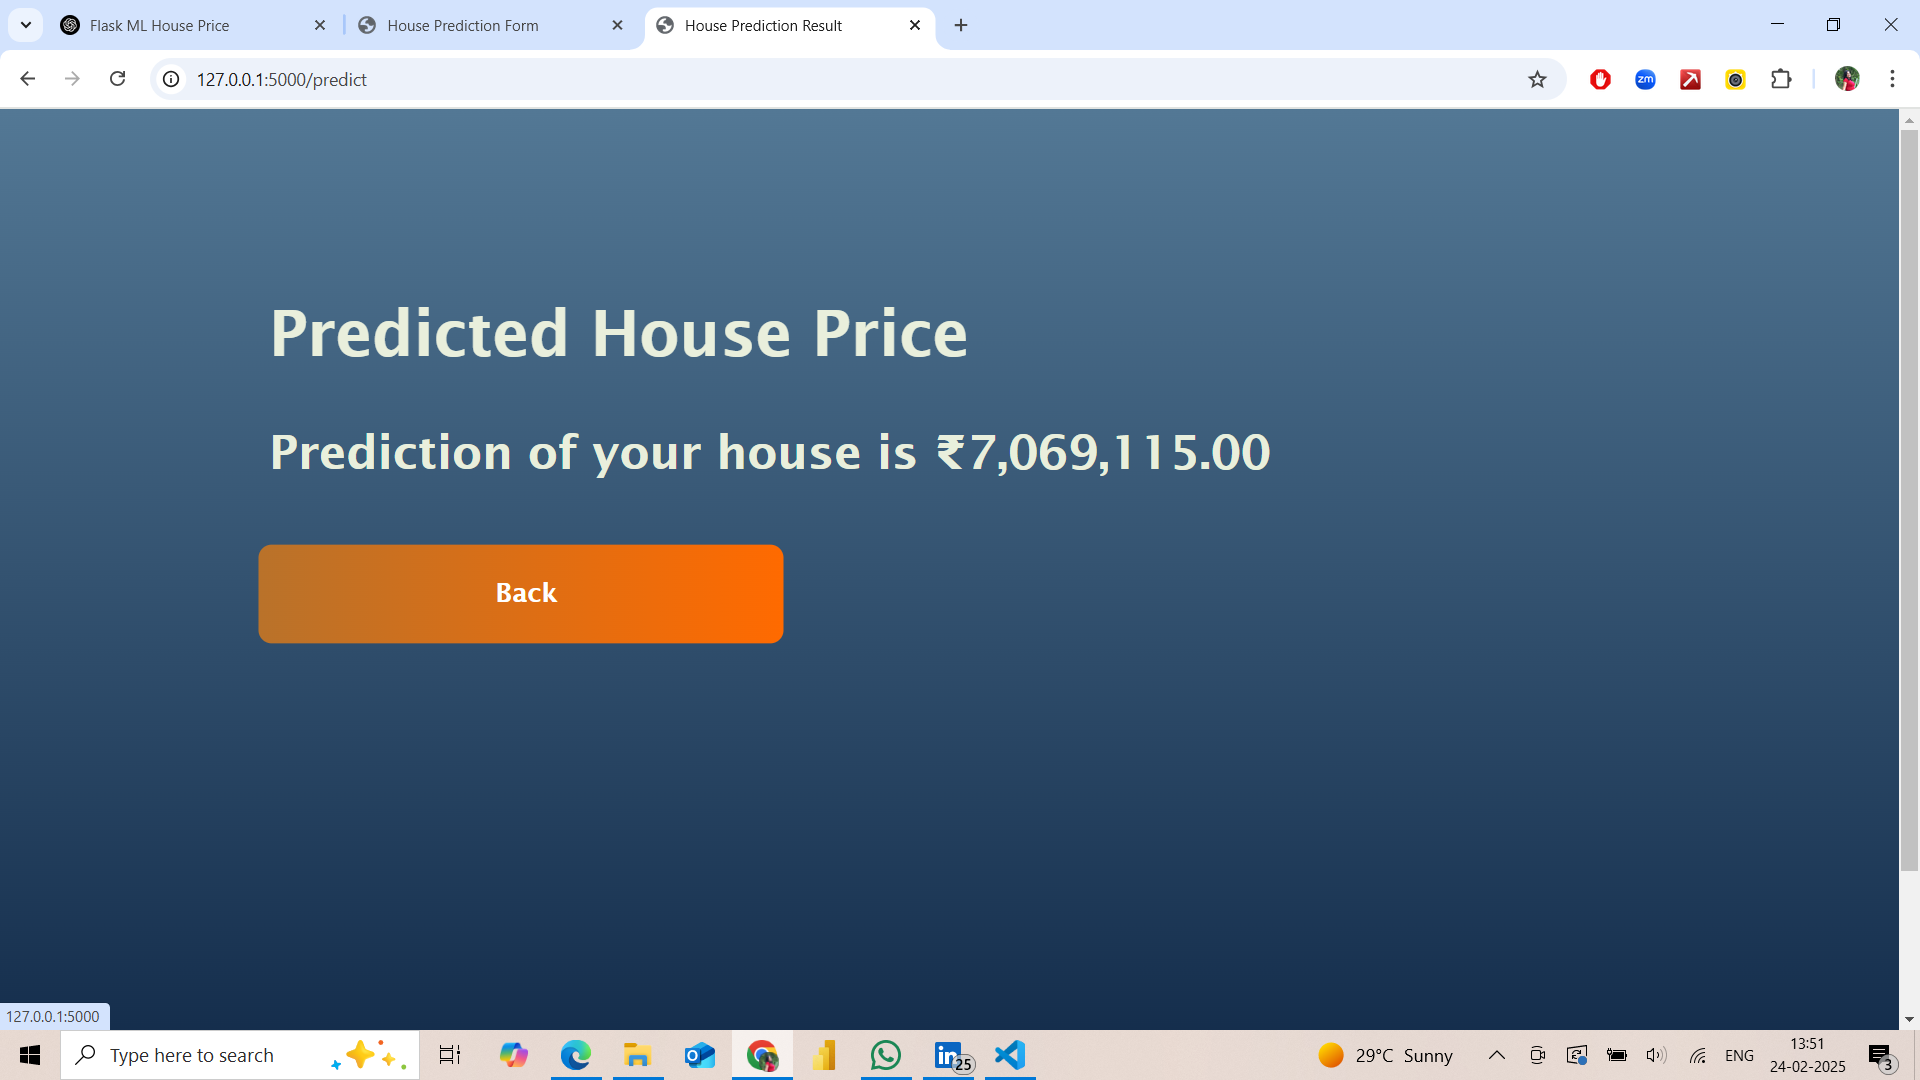 Flask ML House Price
House Prediction Form
House Prediction Result
127.0.0.1:5000/predict
zm
Predicted House Price
Prediction of your house is ₹7,069,115.00
Back
127.0.0.1:5000
Type here to search
25
29°C Sunny
ENG
13:51
24-02-2025
3